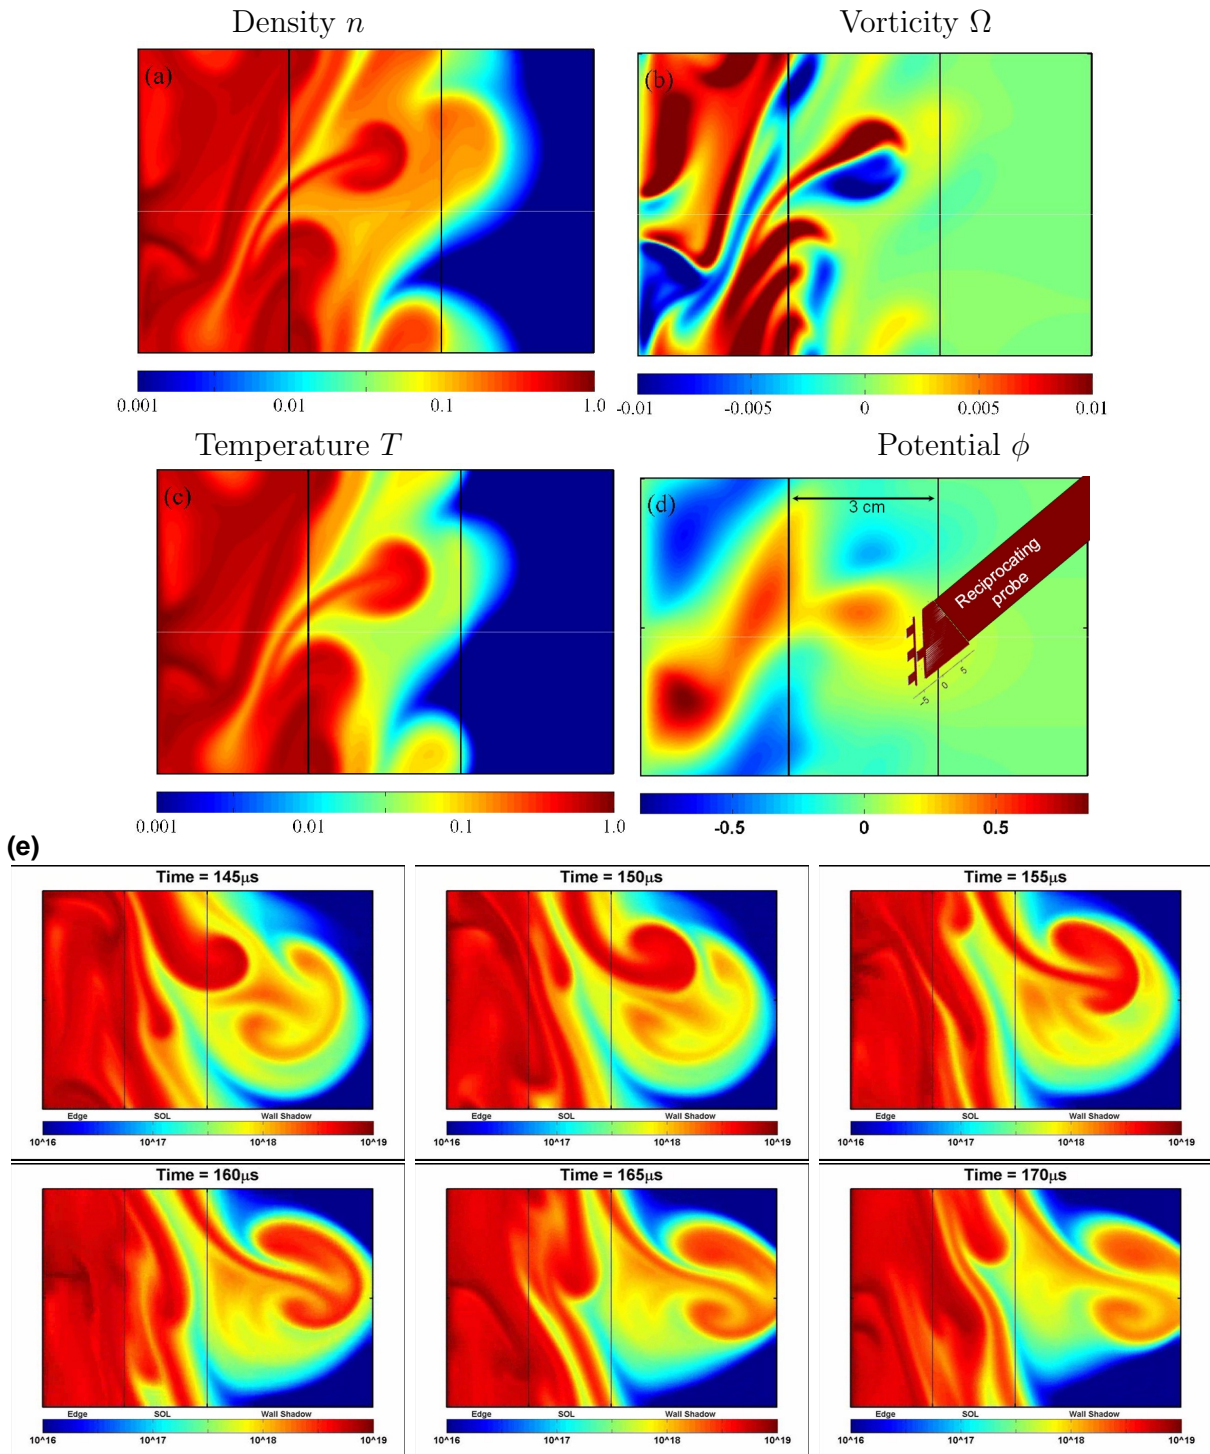 Density n
Vorticity Ω
(a)
(b)
0.001 0.01 0.1 1.0
-0.01 -0.005 0 0.005 0.01
Temperature T
Potential ϕ
(c)
(d)
3 cm
Reciprocating
probe
-5 0 5
0.001 0.01 0.1 1.0
-0.5 0 0.5
(e)
Time = 145μs
Time = 150μs
Time = 155μs
Edge SOL Wall Shadow
Edge SOL Wall Shadow
Edge SOL Wall Shadow
10^16 10^17 10^18 10^19
10^16 10^17 10^18 10^19
10^16 10^17 10^18 10^19
Time = 160μs
Time = 165μs
Time = 170μs
Edge SOL Wall Shadow
Edge SOL Wall Shadow
Edge SOL Wall Shadow
10^16 10^17 10^18 10^19
10^16 10^17 10^18 10^19
10^16 10^17 10^18 10^19